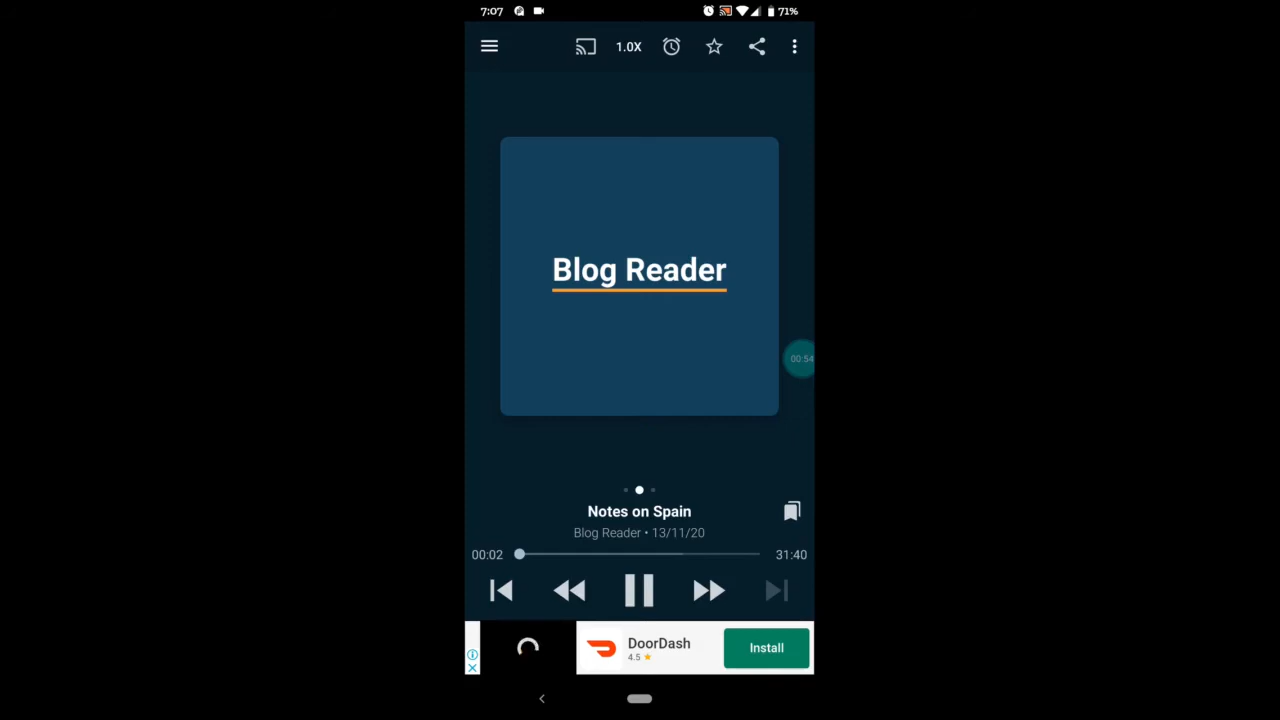 7:07
71%
1.0X
Blog Reader
00:54
Notes on Spain
Blog Reader • 13/11/20
00:02
31:40
DoorDash
4.5 ★
Install